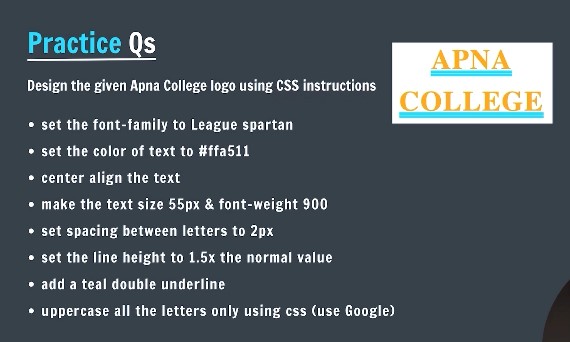 Practice Qs
Design the given Apna College logo using CSS instructions
APNA
COLLEGE
• set the font-family to League spartan
• set the color of text to #ffa511
• center align the text
• make the text size 55px & font-weight 900
• set spacing between letters to 2px
• set the line height to 1.5x the normal value
• add a teal double underline
• uppercase all the letters only using css (use Google)